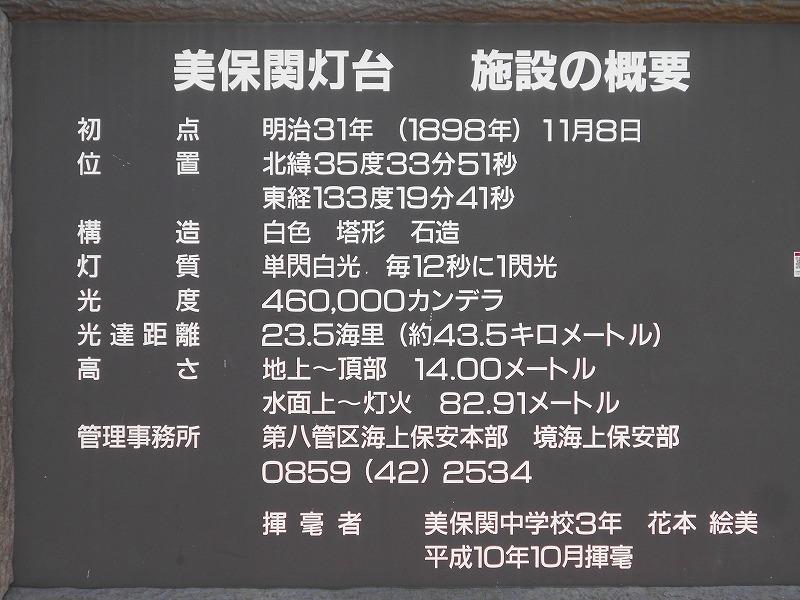 美保関灯台　施設の概要
初点　明治31年 (1898年) 11月8日
位置　北緯35度33分51秒
東経133度19分41秒
構造　白色　塔形　石造
灯質　単閃白光　毎12秒に1閃光
光度　460,000カンデラ
光達距離　23.5海里 (約43.5キロメートル)
高さ　地上～頂部　14.00メートル
水面上～灯火　82.91メートル
管理事務所　第八管区海上保安本部　境海上保安部
0859 (42) 2534
揮毫者　美保関中学校3年　花本 絵美
平成10年10月揮毫